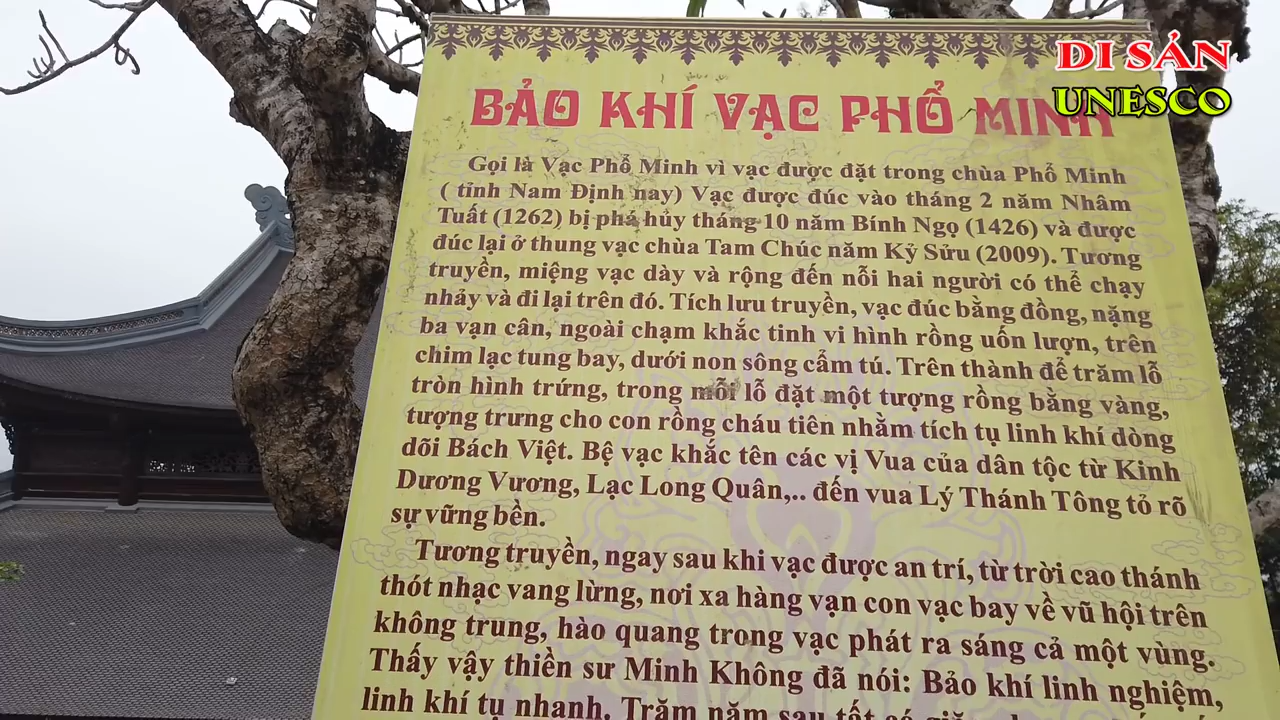 DI SẢN
UNESCO
BẢO KHÍ VẠC PHỔ MINH
Gọi là Vạc Phổ Minh vì vạc được đặt trong chùa Phổ Minh
( tỉnh Nam Định nay) Vạc được đúc vào tháng 2 năm Nhâm
Tuất (1262) bị phá hủy tháng 10 năm Bính Ngọ (1426) và được
đúc lại ở thung vạc chùa Tam Chúc năm Kỷ Sửu (2009). Tương
truyền, miệng vạc dày và rộng đến nỗi hai người có thể chạy
nhảy và đi lại trên đó. Tích lưu truyền, vạc đúc bằng đồng, nặng
ba vạn cân, ngoài chạm khắc tinh vi hình rồng uốn lượn, trên
chim lạc tung bay, dưới non sông cẩm tú. Trên thành để trăm lỗ
tròn hình trứng, trong mỗi lỗ đặt một tượng rồng bằng vàng,
tượng trưng cho con rồng cháu tiên nhằm tích tụ linh khí dòng
dõi Bách Việt. Bệ vạc khắc tên các vị Vua của dân tộc từ Kinh
Dương Vương, Lạc Long Quân,.. đến vua Lý Thánh Tông tỏ rõ
sự vững bền.
Tương truyền, ngay sau khi vạc được an trí, từ trời cao thánh
thót nhạc vang lừng, nơi xa hàng vạn con vạc bay về vũ hội trên
không trung, hào quang trong vạc phát ra sáng cả một vùng.
Thấy vậy thiền sư Minh Không đã nói: Bảo khí linh nghiệm,
linh khí tụ nhanh. Trăm năm sau tất có